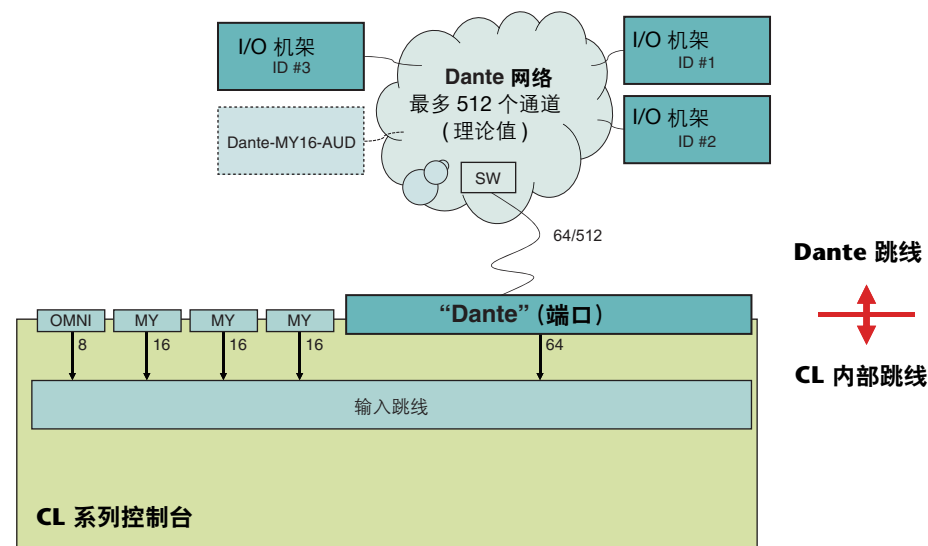 I/O 机架
ID #3
Dante 网络
最多 512 个通道
(理论值)
I/O 机架
ID #1
I/O 机架
ID #2
Dante-MY16-AUD
SW
64/512
Dante 跳线
CL 内部跳线
OMNI
MY
MY
MY
“Dante” (端口)
8
16
16
16
64
输入跳线
CL 系列控制台